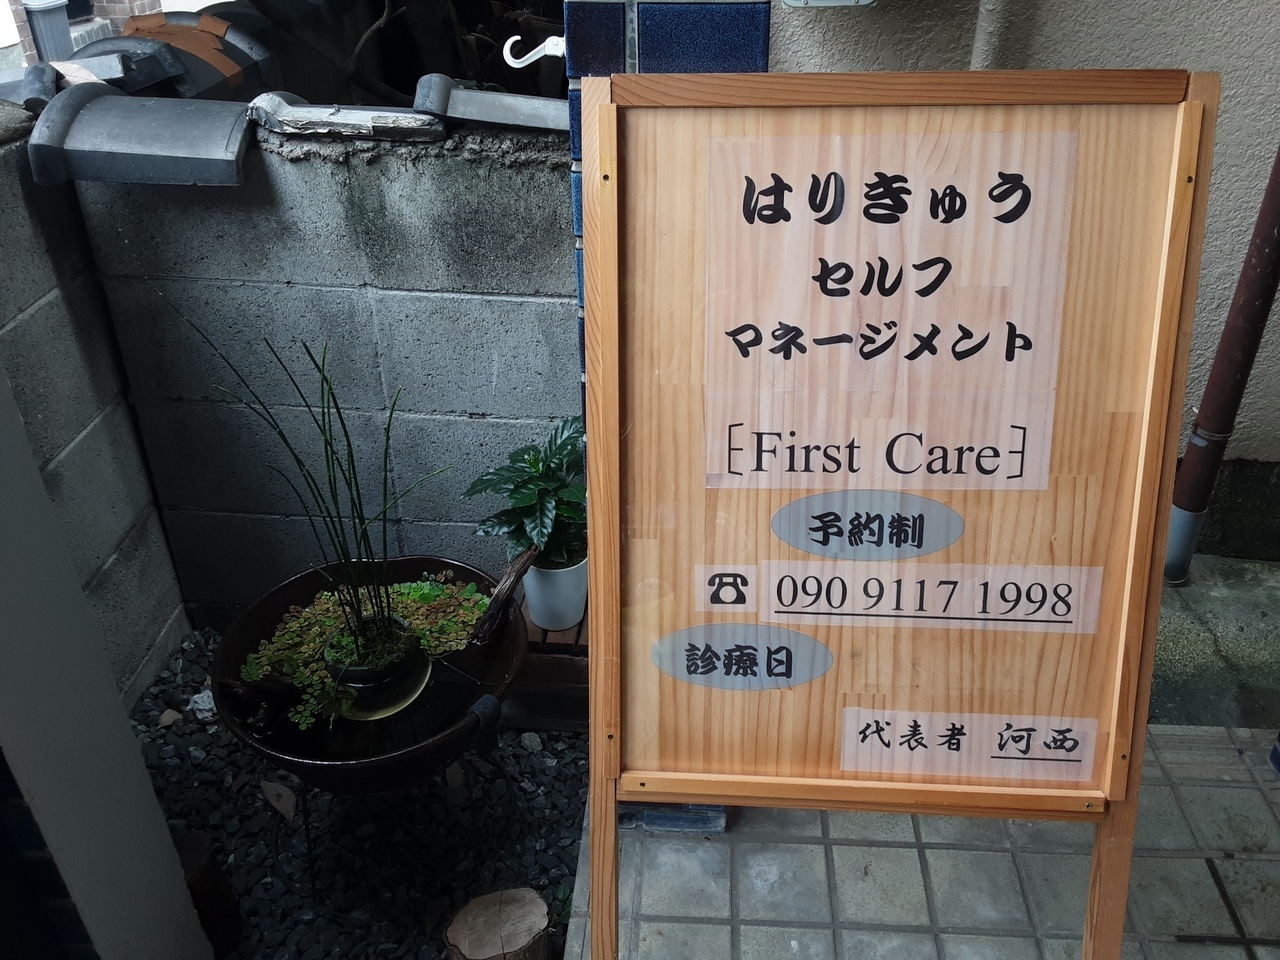 はりきゅう
セルフ
マネージメント
［First Care］
予約制
☎ 090 9117 1998
診療日
代表者 河西